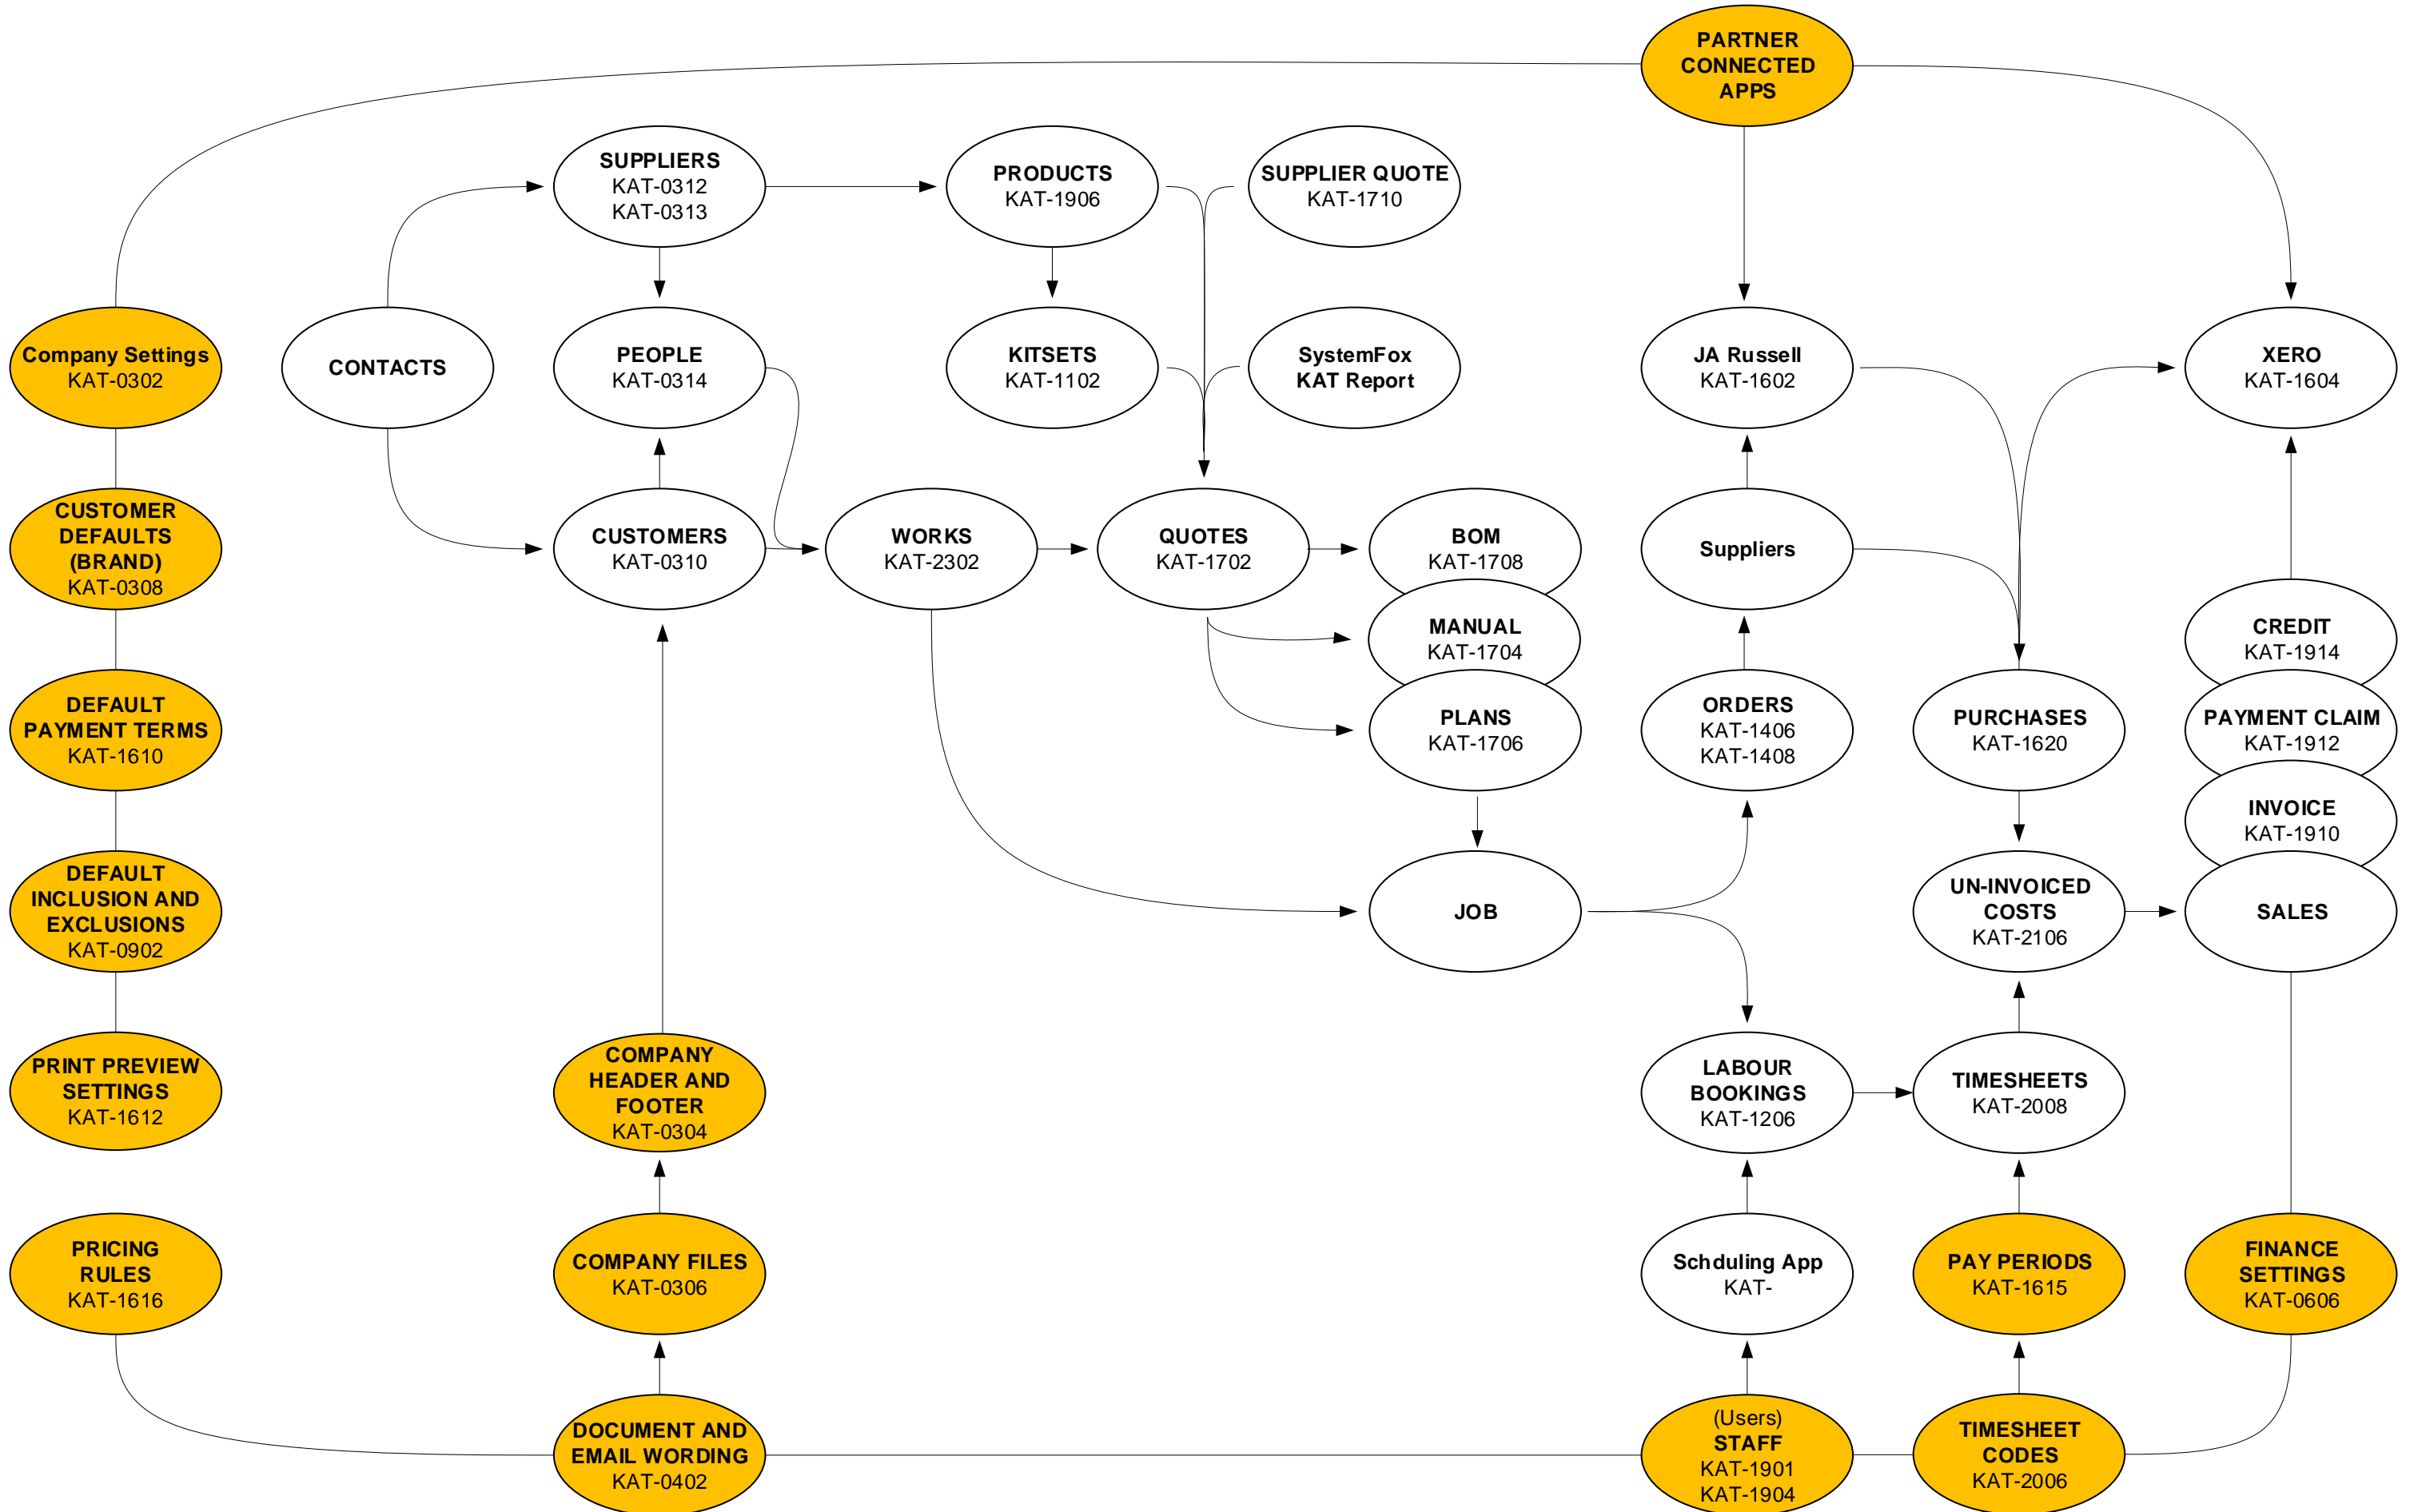 PARTNER
CONNECTED
APPS
SUPPLIERS
KAT-0312
KAT-0313
PRODUCTS
KAT-1906
SUPPLIER QUOTE
KAT-1710
Company Settings
KAT-0302
CONTACTS
PEOPLE
KAT-0314
KITSETS
KAT-1102
SystemFox
KAT Report
JA Russell
KAT-1602
XERO
KAT-1604
CUSTOMER
DEFAULTS
(BRAND)
KAT-0308
CUSTOMERS
KAT-0310
WORKS
KAT-2302
QUOTES
KAT-1702
BOM
KAT-1708
Suppliers
MANUAL
KAT-1704
CREDIT
KAT-1914
DEFAULT
PAYMENT TERMS
KAT-1610
PLANS
KAT-1706
ORDERS
KAT-1406
KAT-1408
PURCHASES
KAT-1620
PAYMENT CLAIM
KAT-1912
INVOICE
KAT-1910
DEFAULT
INCLUSION AND
EXCLUSIONS
KAT-0902
JOB
UN-INVOICED
COSTS
KAT-2106
SALES
PRINT PREVIEW
SETTINGS
KAT-1612
COMPANY
HEADER AND
FOOTER
KAT-0304
LABOUR
BOOKINGS
KAT-1206
TIMESHEETS
KAT-2008
PRICING
RULES
KAT-1616
COMPANY FILES
KAT-0306
Schduling App
KAT-
PAY PERIODS
KAT-1615
FINANCE
SETTINGS
KAT-0606
DOCUMENT AND
EMAIL WORDING
KAT-0402
(Users)
STAFF
KAT-1901
KAT-1904
TIMESHEET
CODES
KAT-2006